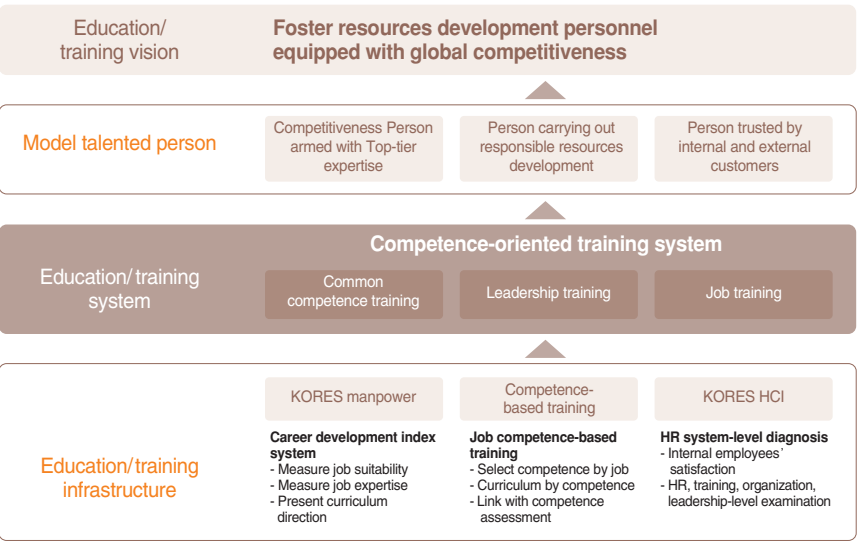 Education/
training vision
Foster resources development personnel
equipped with global competitiveness
Model talented person
Competitiveness Person
armed with Top-tier
expertise
Person carrying out
responsible resources
development
Person trusted by
internal and external
customers
Education/training
system
Competence-oriented training system
Common
competence training
Leadership training
Job training
Education/training
infrastructure
KORES manpower
Career development index
system
- Measure job suitability
- Measure job expertise
- Present curriculum
direction
Competence-
based training
Job competence-based
training
- Select competence by job
- Curriculum by competence
- Link with competence
assessment
KORES HCI
HR system-level diagnosis
- Internal employees´
satisfaction
- HR, training, organization,
leadership-level examination